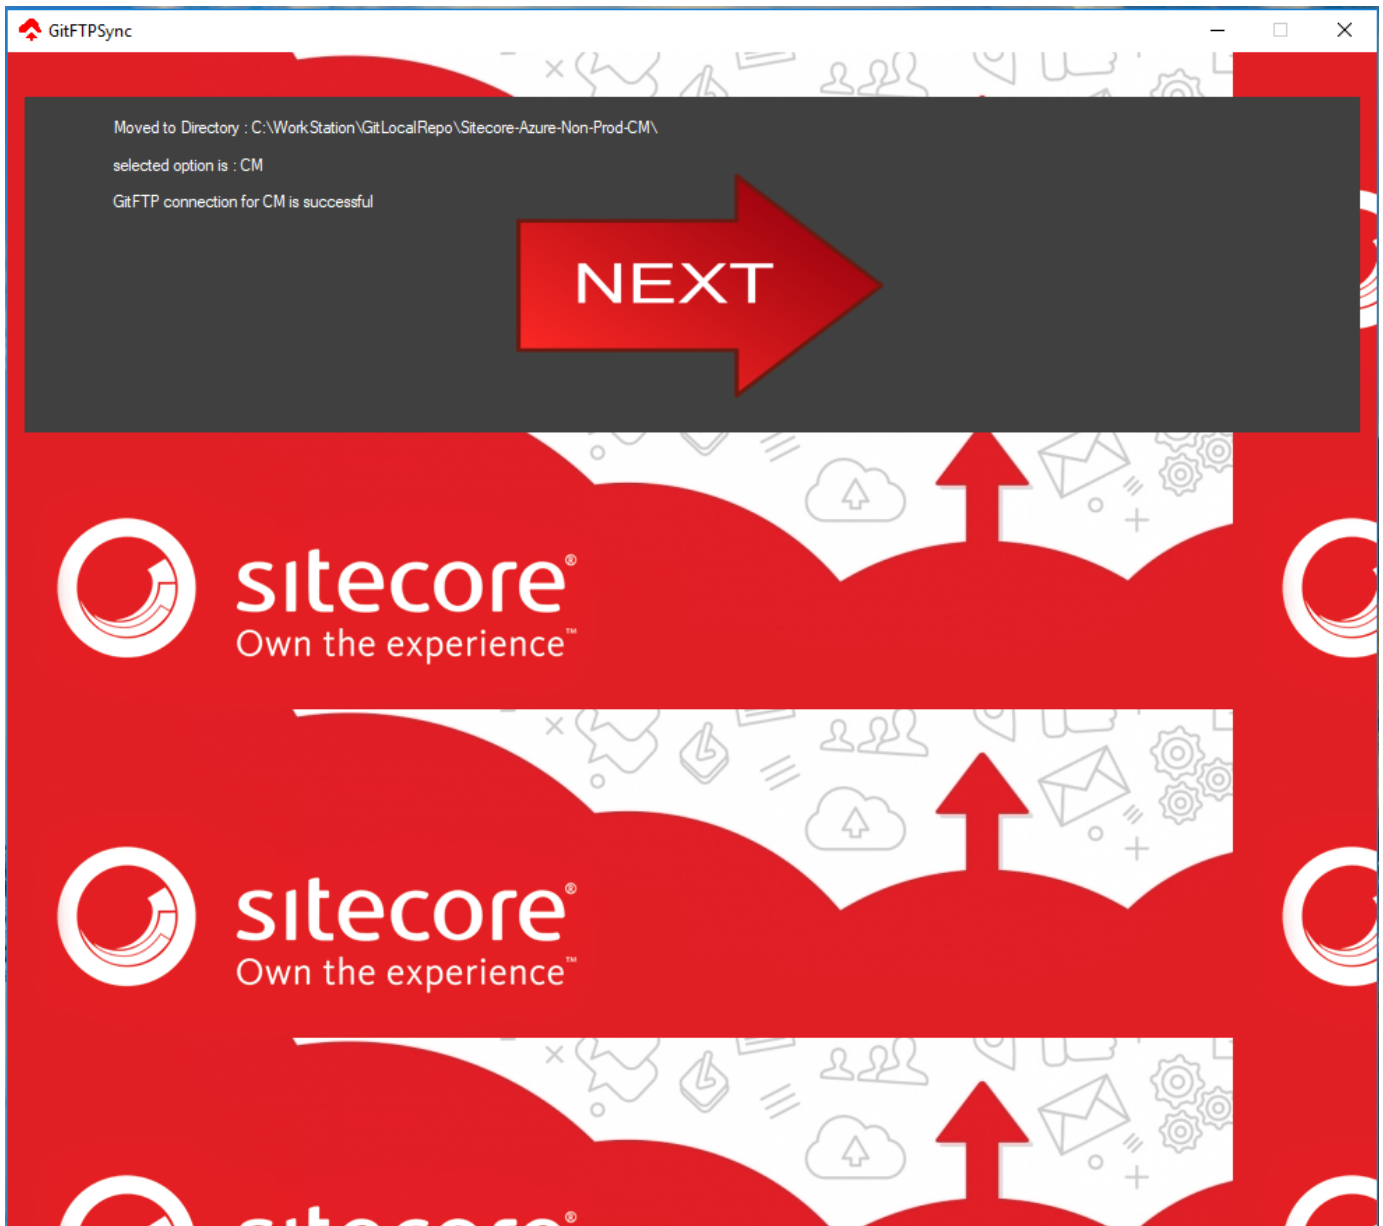 GitFTPSync
Moved to Directory : C:\WorkStation\GitLocalRepo\Sitecore-Azure-Non-Prod-CM\
selected option is : CM
GitFTP connection for CM is successful
NEXT
sitecore®
Own the experience™
sitecore®
Own the experience™
sitecore®